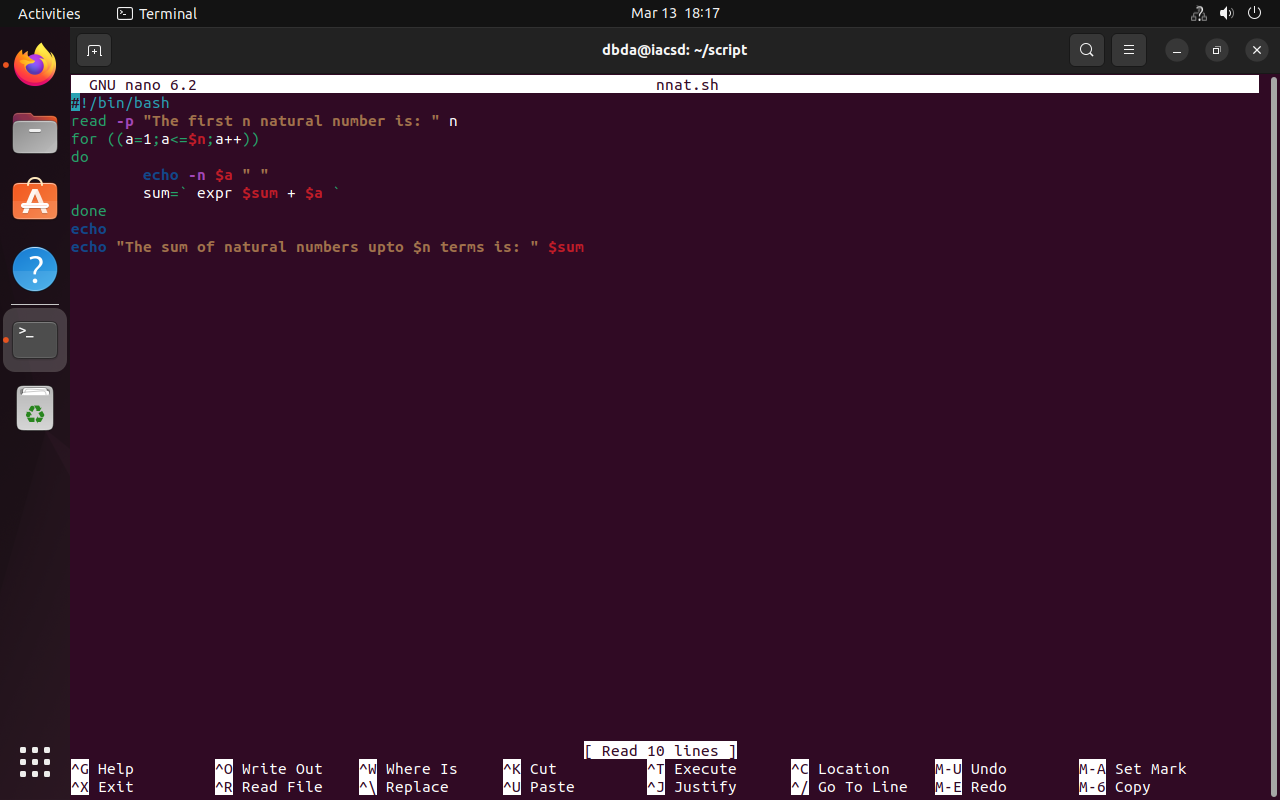 Activities Terminal Mar 13 18:17
dbda@iacsd: ~/script
GNU nano 6.2 nnat.sh
#!/bin/bash
read -p "The first n natural number is: " n
for ((a=1;a<=$n;a++))
do
        echo -n $a " "
        sum=` expr $sum + $a `
done
echo
echo "The sum of natural numbers upto $n terms is: " $sum
[ Read 10 lines ]
^G Help ^O Write Out ^W Where Is ^K Cut ^T Execute ^C Location M-U Undo M-A Set Mark
^X Exit ^R Read File ^\ Replace ^U Paste ^J Justify ^/ Go To Line M-E Redo M-6 Copy